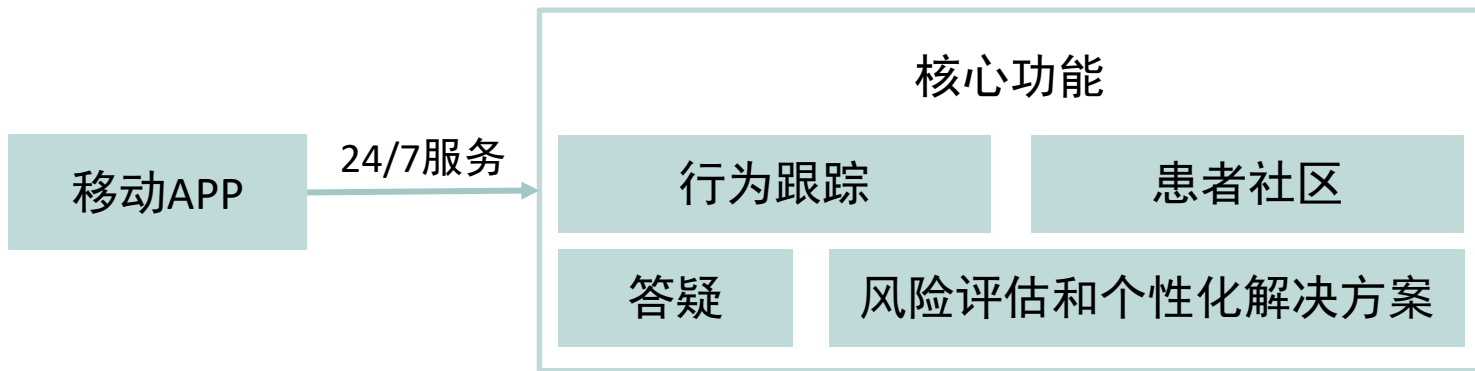 核心功能
移动APP
24/7服务
行为跟踪
患者社区
答疑
风险评估和个性化解决方案